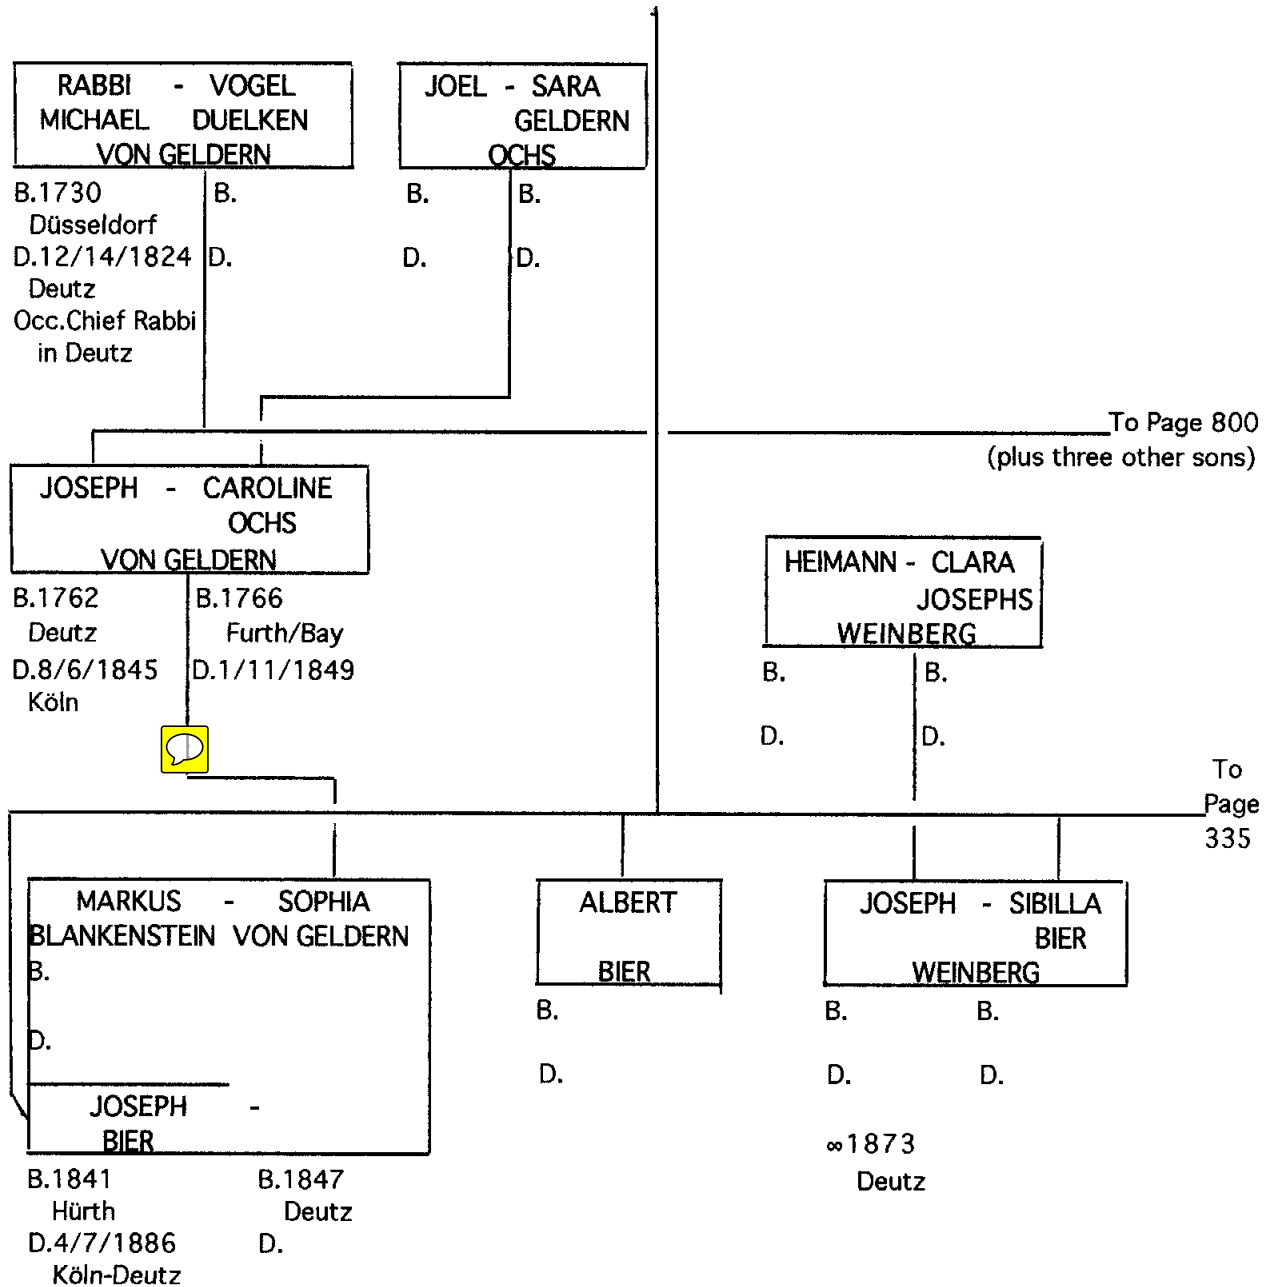 RABBI - VOGEL
MICHAEL DUELKEN
VON GELDERN
B.1730 B.
Düsseldorf
D.12/14/1824 D.
Deutz
Occ.Chief Rabbi
in Deutz
JOEL - SARA
GELDERN
OCHS
B. B.
D. D.
To Page 800
(plus three other sons)
JOSEPH - CAROLINE
OCHS
VON GELDERN
B.1762 B.1766
Deutz Furth/Bay
D.8/6/1845 D.1/11/1849
Köln
HEIMANN - CLARA
JOSEPHS
WEINBERG
B. B.
D. D.
To
Page
335
MARKUS - SOPHIA
BLANKENSTEIN VON GELDERN
B.
D.
JOSEPH -
BIER
B.1841 B.1847
Hürth Deutz
D.4/7/1886 D.
Köln-Deutz
ALBERT
BIER
B.
D.
JOSEPH - SIBILLA
BIER
WEINBERG
B. B.
D. D.
∞1873
Deutz